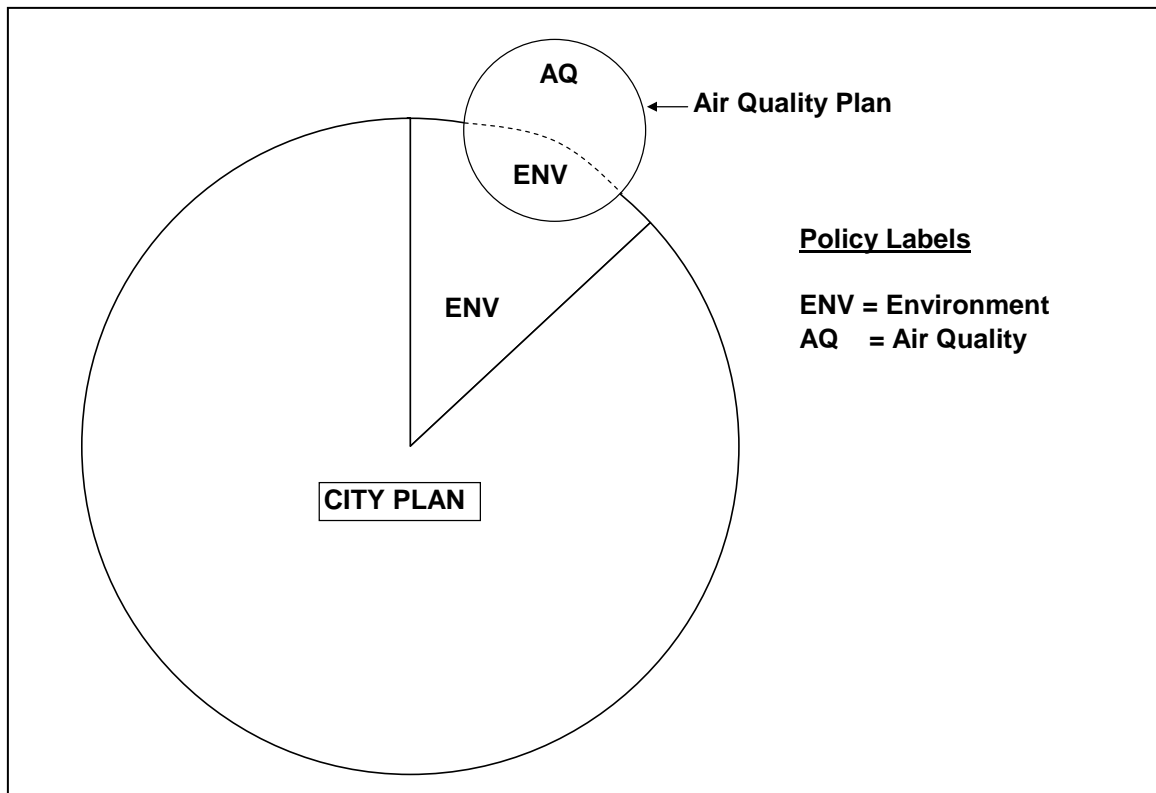 AQ
Air Quality Plan
ENV
Policy Labels
ENV
ENV = Environment
AQ = Air Quality
CITY PLAN